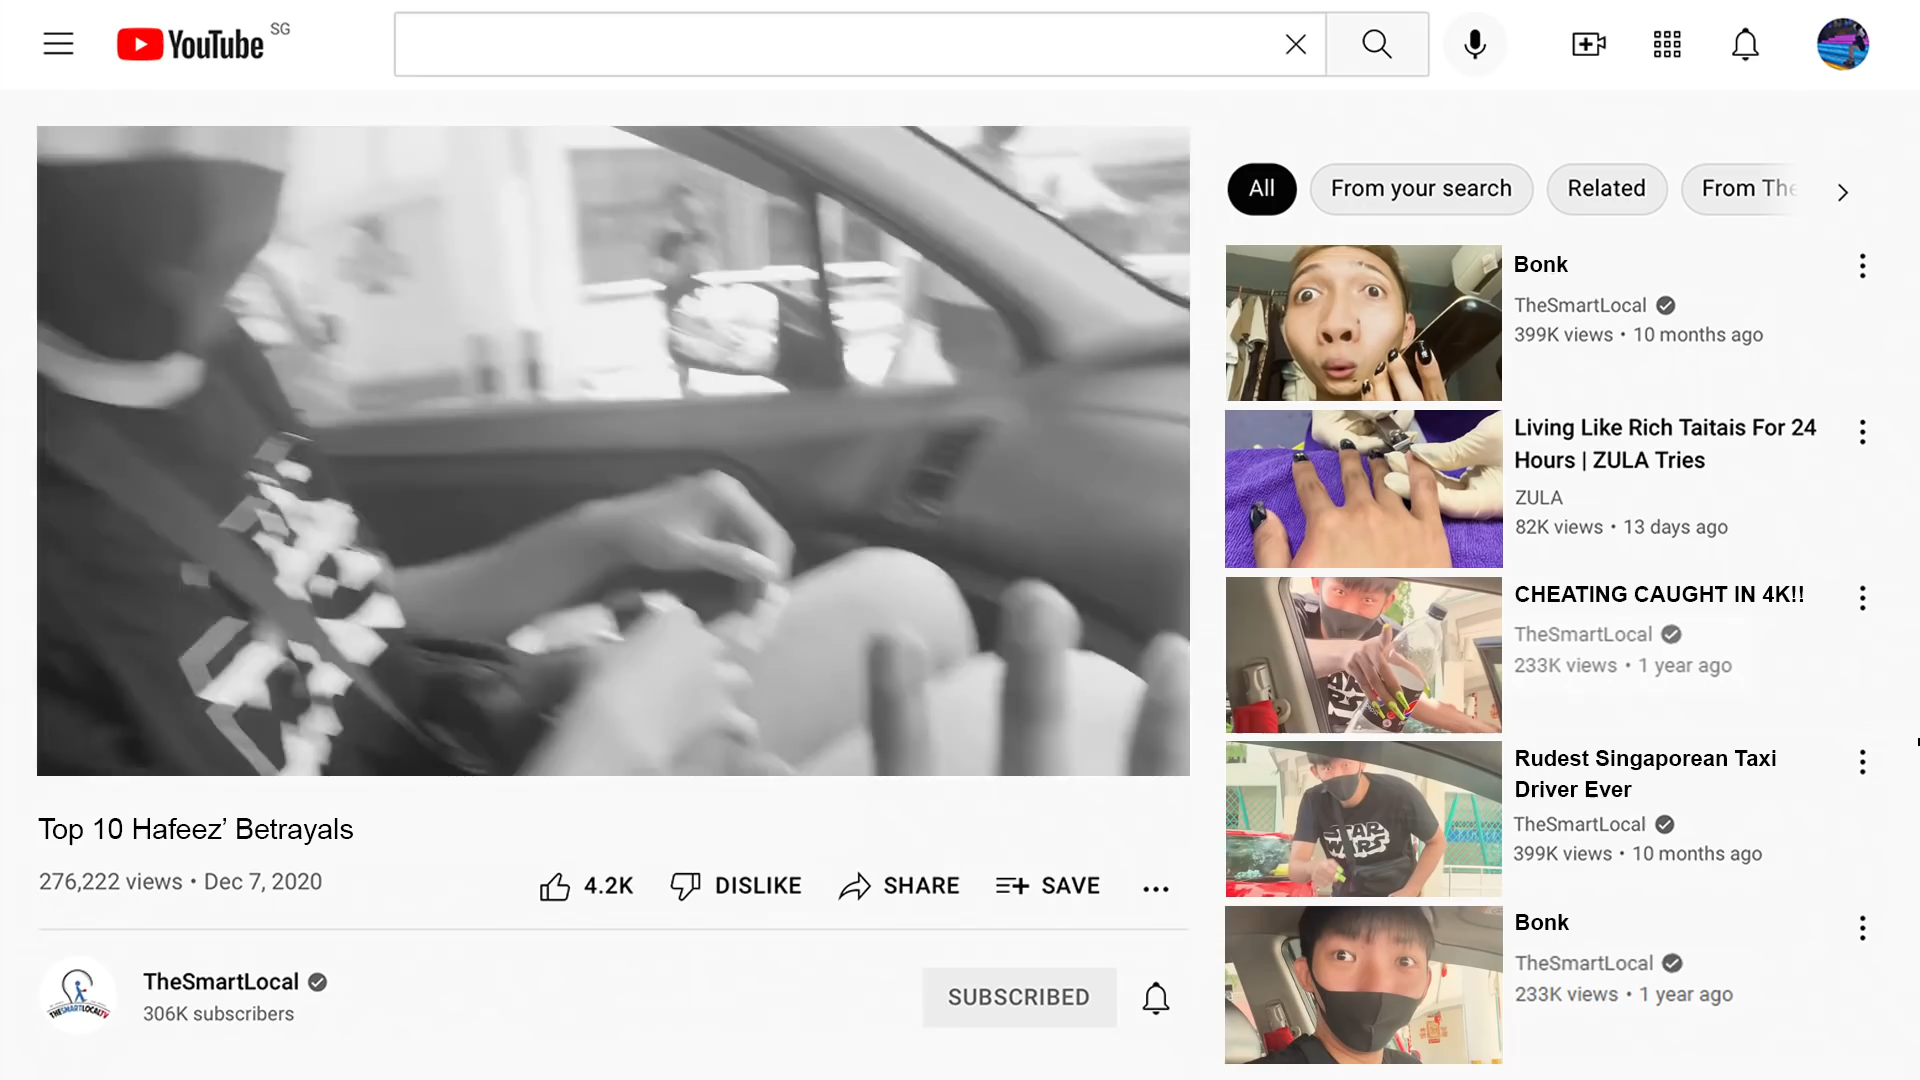 YouTube SG
All
From your search
Related
From The
Bonk
TheSmartLocal
399K views • 10 months ago
Living Like Rich Taitais For 24
Hours | ZULA Tries
ZULA
82K views • 13 days ago
CHEATING CAUGHT IN 4K!!
TheSmartLocal
233K views • 1 year ago
STAR
WARS
Rudest Singaporean Taxi
Driver Ever
TheSmartLocal
399K views • 10 months ago
Bonk
TheSmartLocal
233K views • 1 year ago
Top 10 Hafeez’ Betrayals
276,222 views • Dec 7, 2020
4.2K
DISLIKE
SHARE
SAVE
THESMARTLOCALTV
TheSmartLocal
306K subscribers
SUBSCRIBED